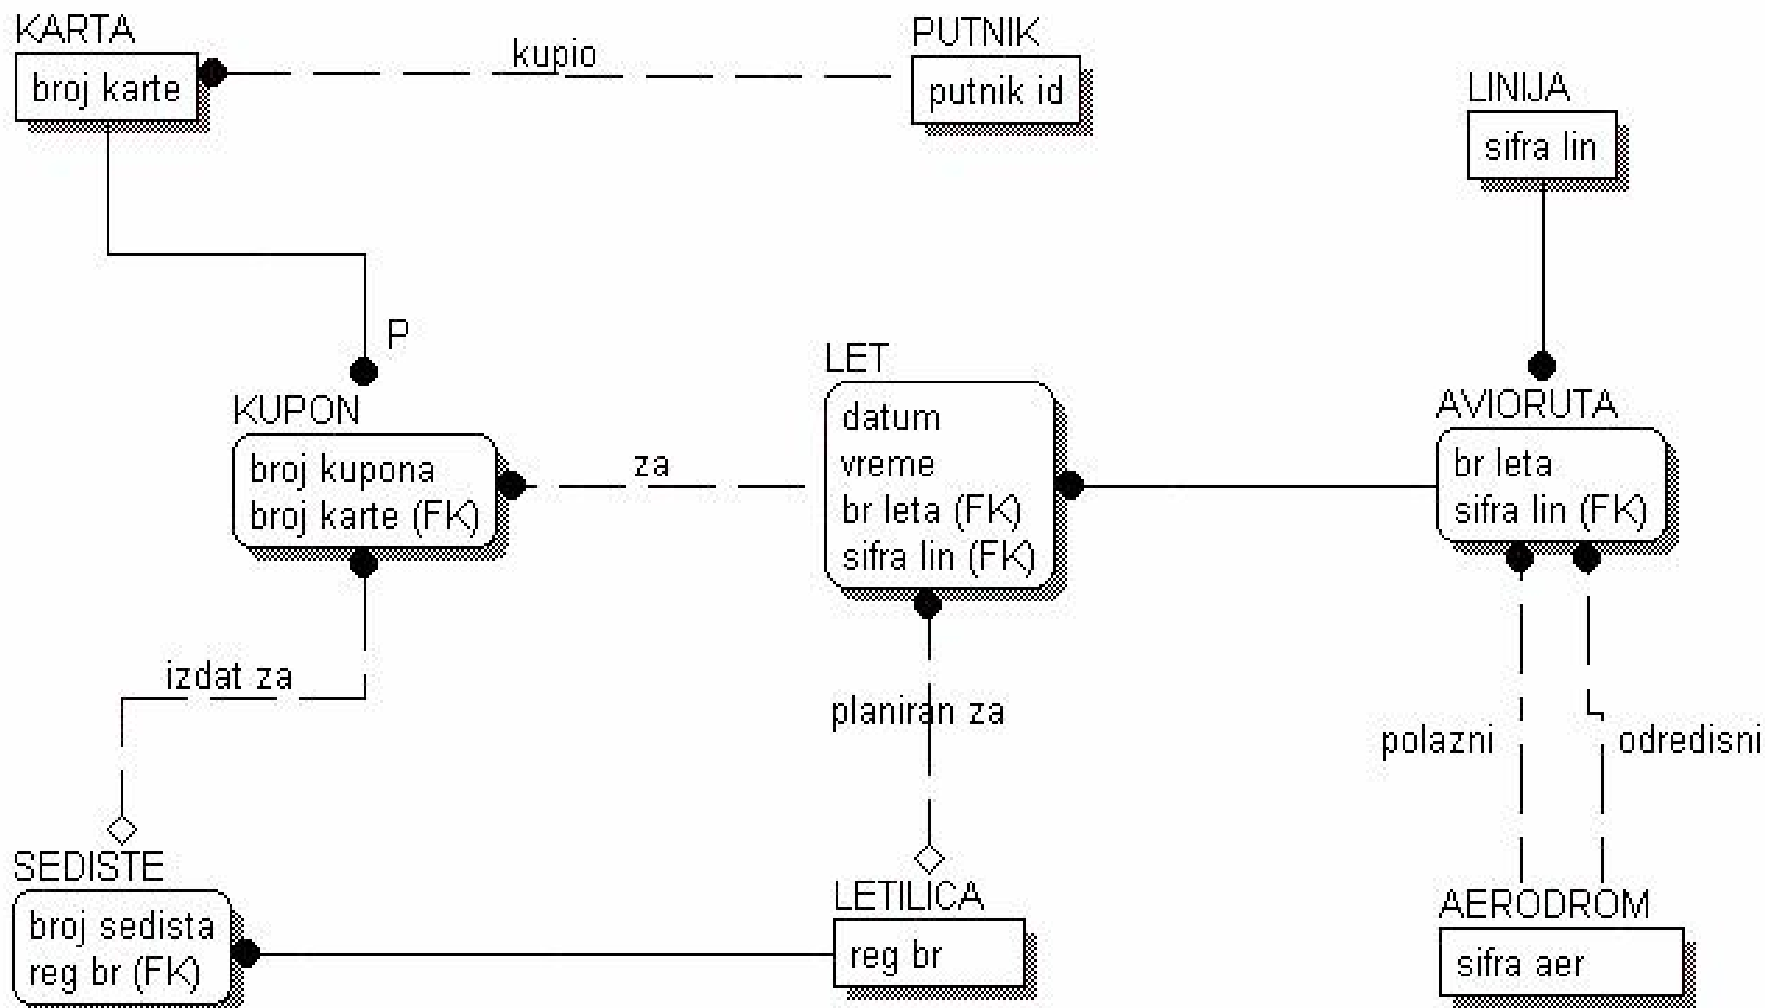 KARTA
broj karte
kupio
PUTNIK
putnik id
LINIJA
sifra lin
P
KUPON
broj kupona
broj karte (FK)
za
LET
datum
vreme
br leta (FK)
sifra lin (FK)
AVIORUTA
br leta
sifra lin (FK)
izdat za
planiran za
polazni
odredisni
SEDISTE
broj sedista
reg br (FK)
LETILICA
reg br
AERODROM
sifra aer